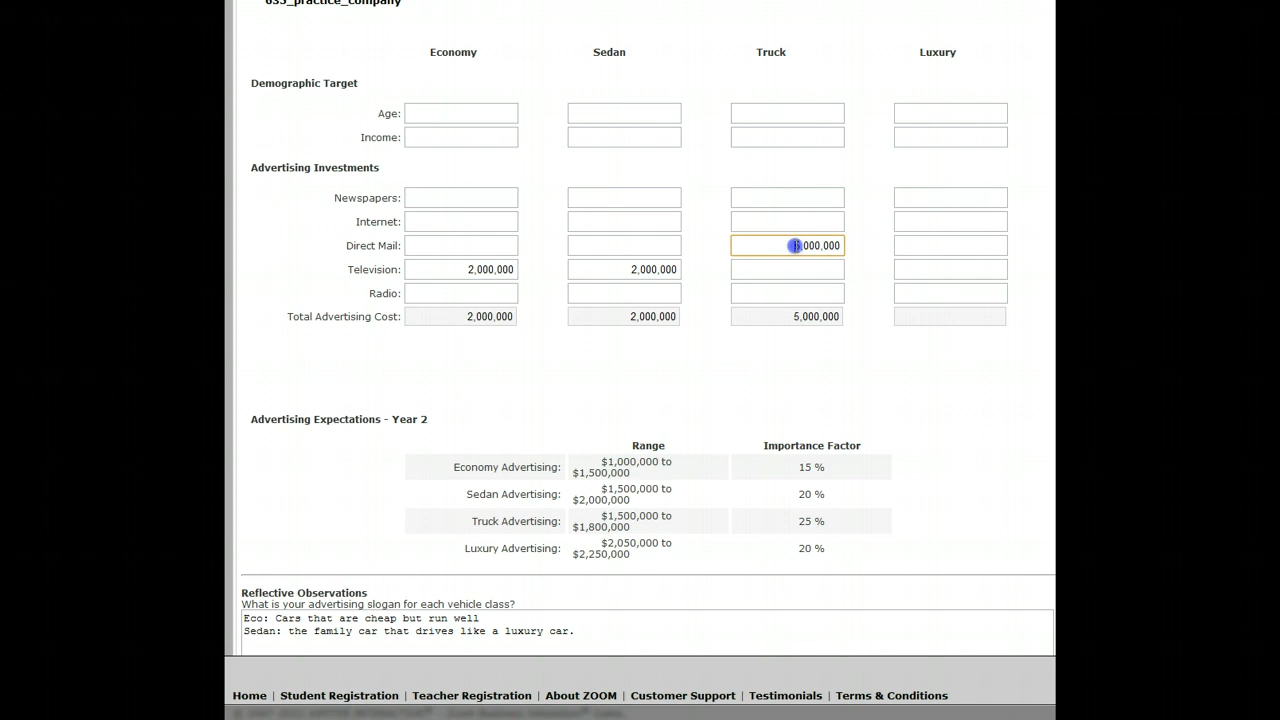 635_practice_company
Economy Sedan Truck Luxury
Demographic Target
Age:
Income:
Advertising Investments
Newspapers:
Internet:
Direct Mail: ,000,000
Television: 2,000,000 2,000,000
Radio:
Total Advertising Cost: 2,000,000 2,000,000 5,000,000
Advertising Expectations - Year 2
Range Importance Factor
Economy Advertising: $1,000,000 to $1,500,000 15 %
Sedan Advertising: $1,500,000 to $2,000,000 20 %
Truck Advertising: $1,500,000 to $1,800,000 25 %
Luxury Advertising: $2,050,000 to $2,250,000 20 %
Reflective Observations
What is your advertising slogan for each vehicle class?
Eco: Cars that are cheap but run well
Sedan: the family car that drives like a luxury car.
Home | Student Registration | Teacher Registration | About ZOOM | Customer Support | Testimonials | Terms & Conditions